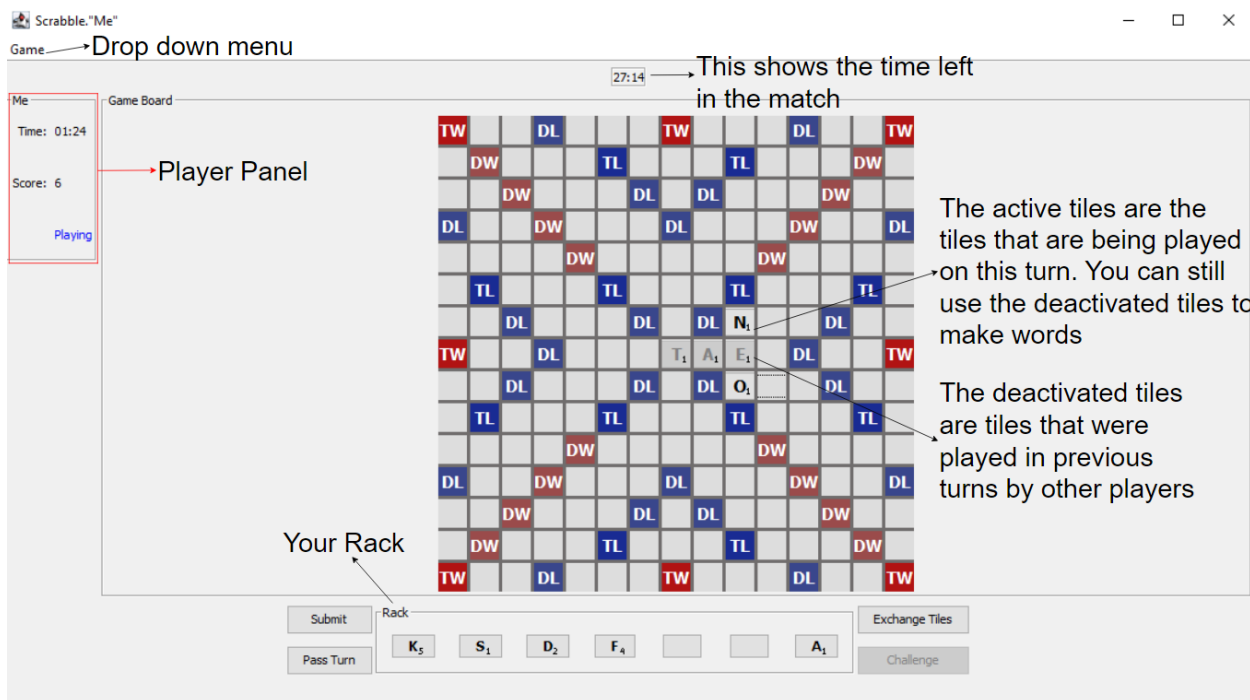 Scrabble."Me"
Game
Drop down menu
27:14
This shows the time left
in the match
Me
Time: 01:24
Score: 6
Playing
Player Panel
Game Board
TW DL TW DL TW
DW TL TL DW
DW DL DL DW
DL DW DL DW DL
DW DW
TL TL TL TL
DL DL DL N1 DL
TW DL T1 A1 E1 DL TW
DL DL DL O1 DL
TL TL TL TL
DW DW
DL DW DL DW DL
DW DL DL DW
DW TL TL DW
TW DL TW DL TW
The active tiles are the
tiles that are being played
on this turn. You can still
use the deactivated tiles to
make words
The deactivated tiles
are tiles that were
played in previous
turns by other players
Your Rack
Submit
Pass Turn
Rack
K5 S1 D2 F4 A1
Exchange Tiles
Challenge